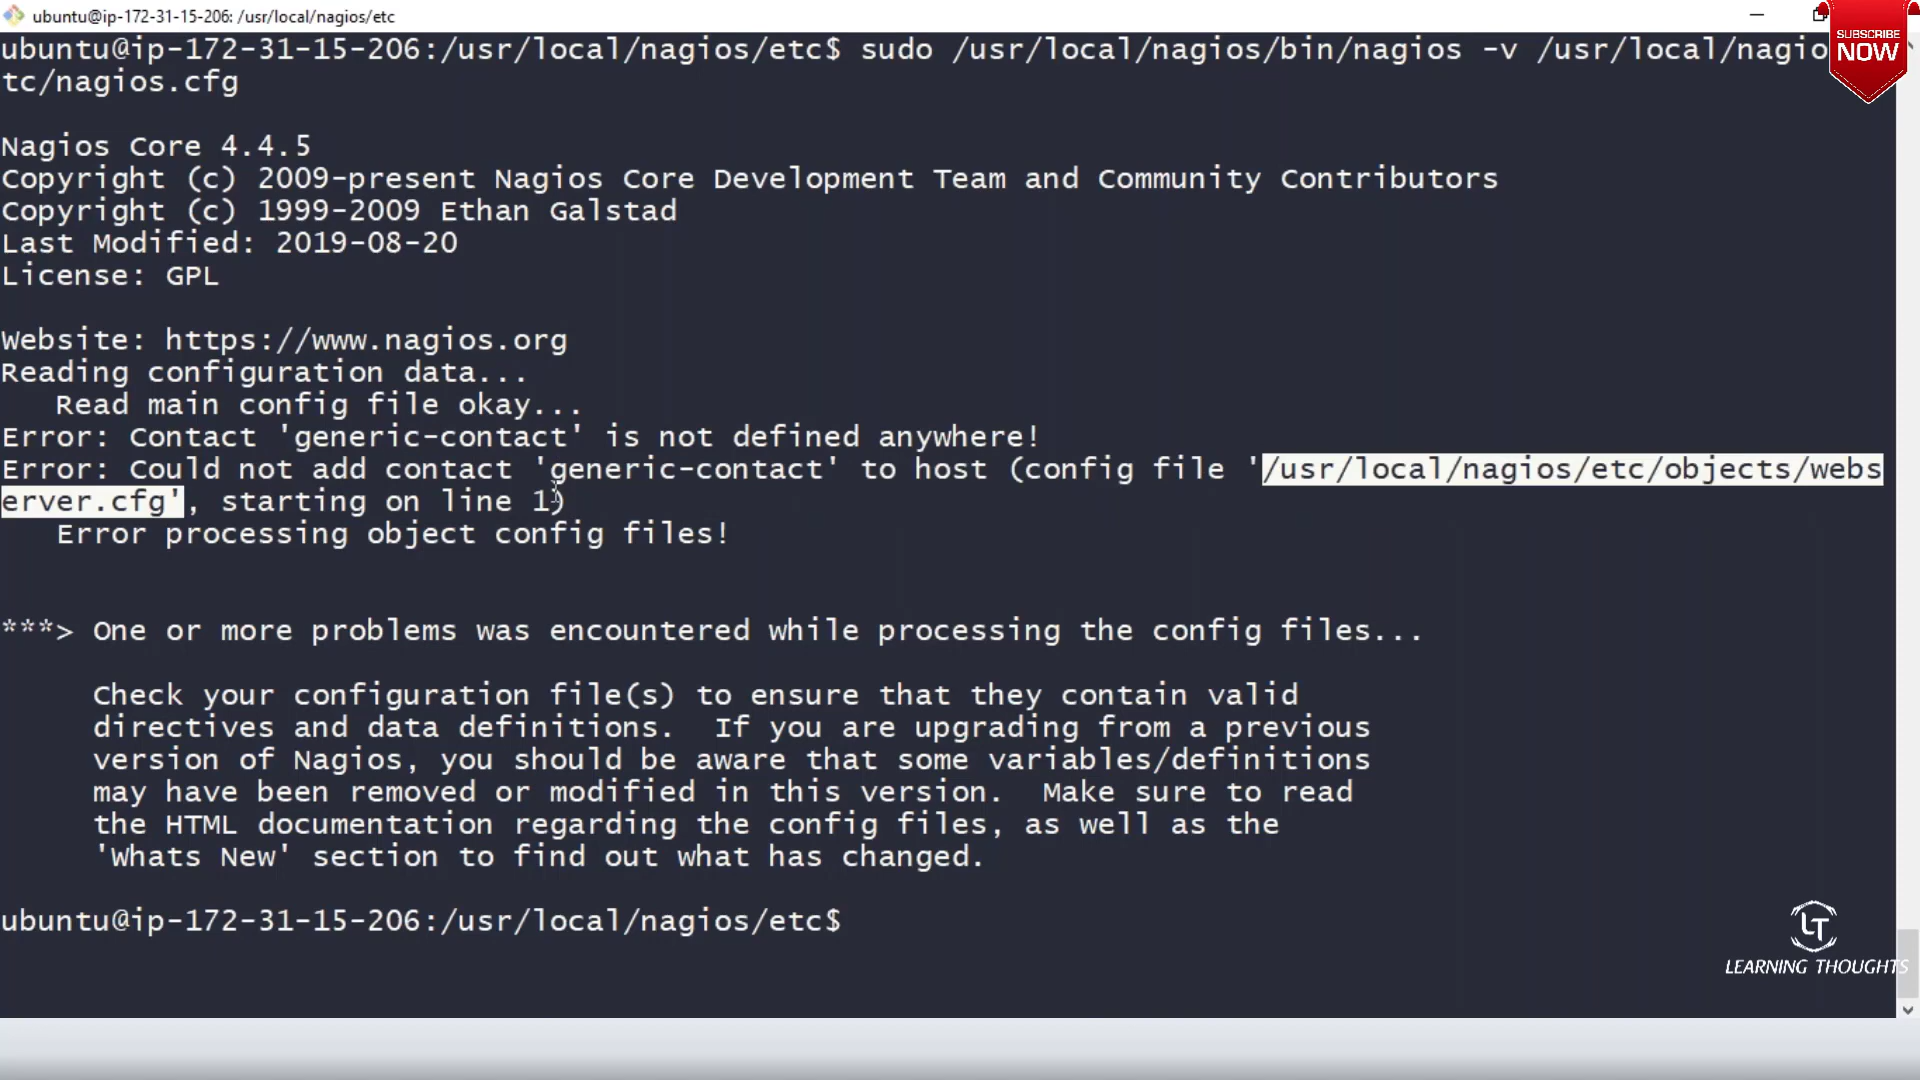 ubuntu@ip-172-31-15-206: /usr/local/nagios/etc
SUBSCRIBE
NOW
ubuntu@ip-172-31-15-206:/usr/local/nagios/etc$ sudo /usr/local/nagios/bin/nagios -v /usr/local/nagio
tc/nagios.cfg
Nagios Core 4.4.5
Copyright (c) 2009-present Nagios Core Development Team and Community Contributors
Copyright (c) 1999-2009 Ethan Galstad
Last Modified: 2019-08-20
License: GPL
Website: https://www.nagios.org
Reading configuration data...
   Read main config file okay...
Error: Contact 'generic-contact' is not defined anywhere!
Error: Could not add contact 'generic-contact' to host (config file '/usr/local/nagios/etc/objects/webs
erver.cfg', starting on line 1)
   Error processing object config files!
***> One or more problems was encountered while processing the config files...
     Check your configuration file(s) to ensure that they contain valid
     directives and data definitions.  If you are upgrading from a previous
     version of Nagios, you should be aware that some variables/definitions
     may have been removed or modified in this version.  Make sure to read
     the HTML documentation regarding the config files, as well as the
     'Whats New' section to find out what has changed.
ubuntu@ip-172-31-15-206:/usr/local/nagios/etc$
LT
LEARNING THOUGHTS